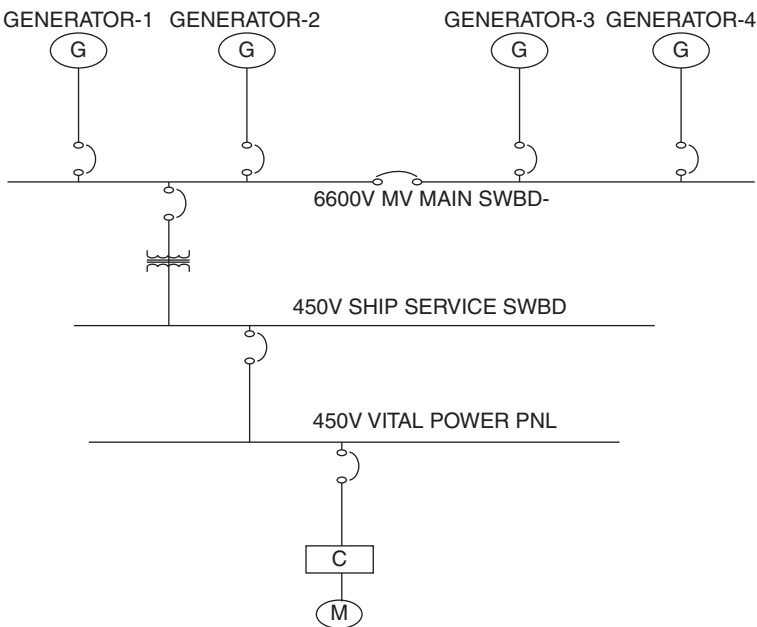 GENERATOR-1 GENERATOR-2 GENERATOR-3 GENERATOR-4
G G G G
6600V MV MAIN SWBD-
450V SHIP SERVICE SWBD
450V VITAL POWER PNL
C
M